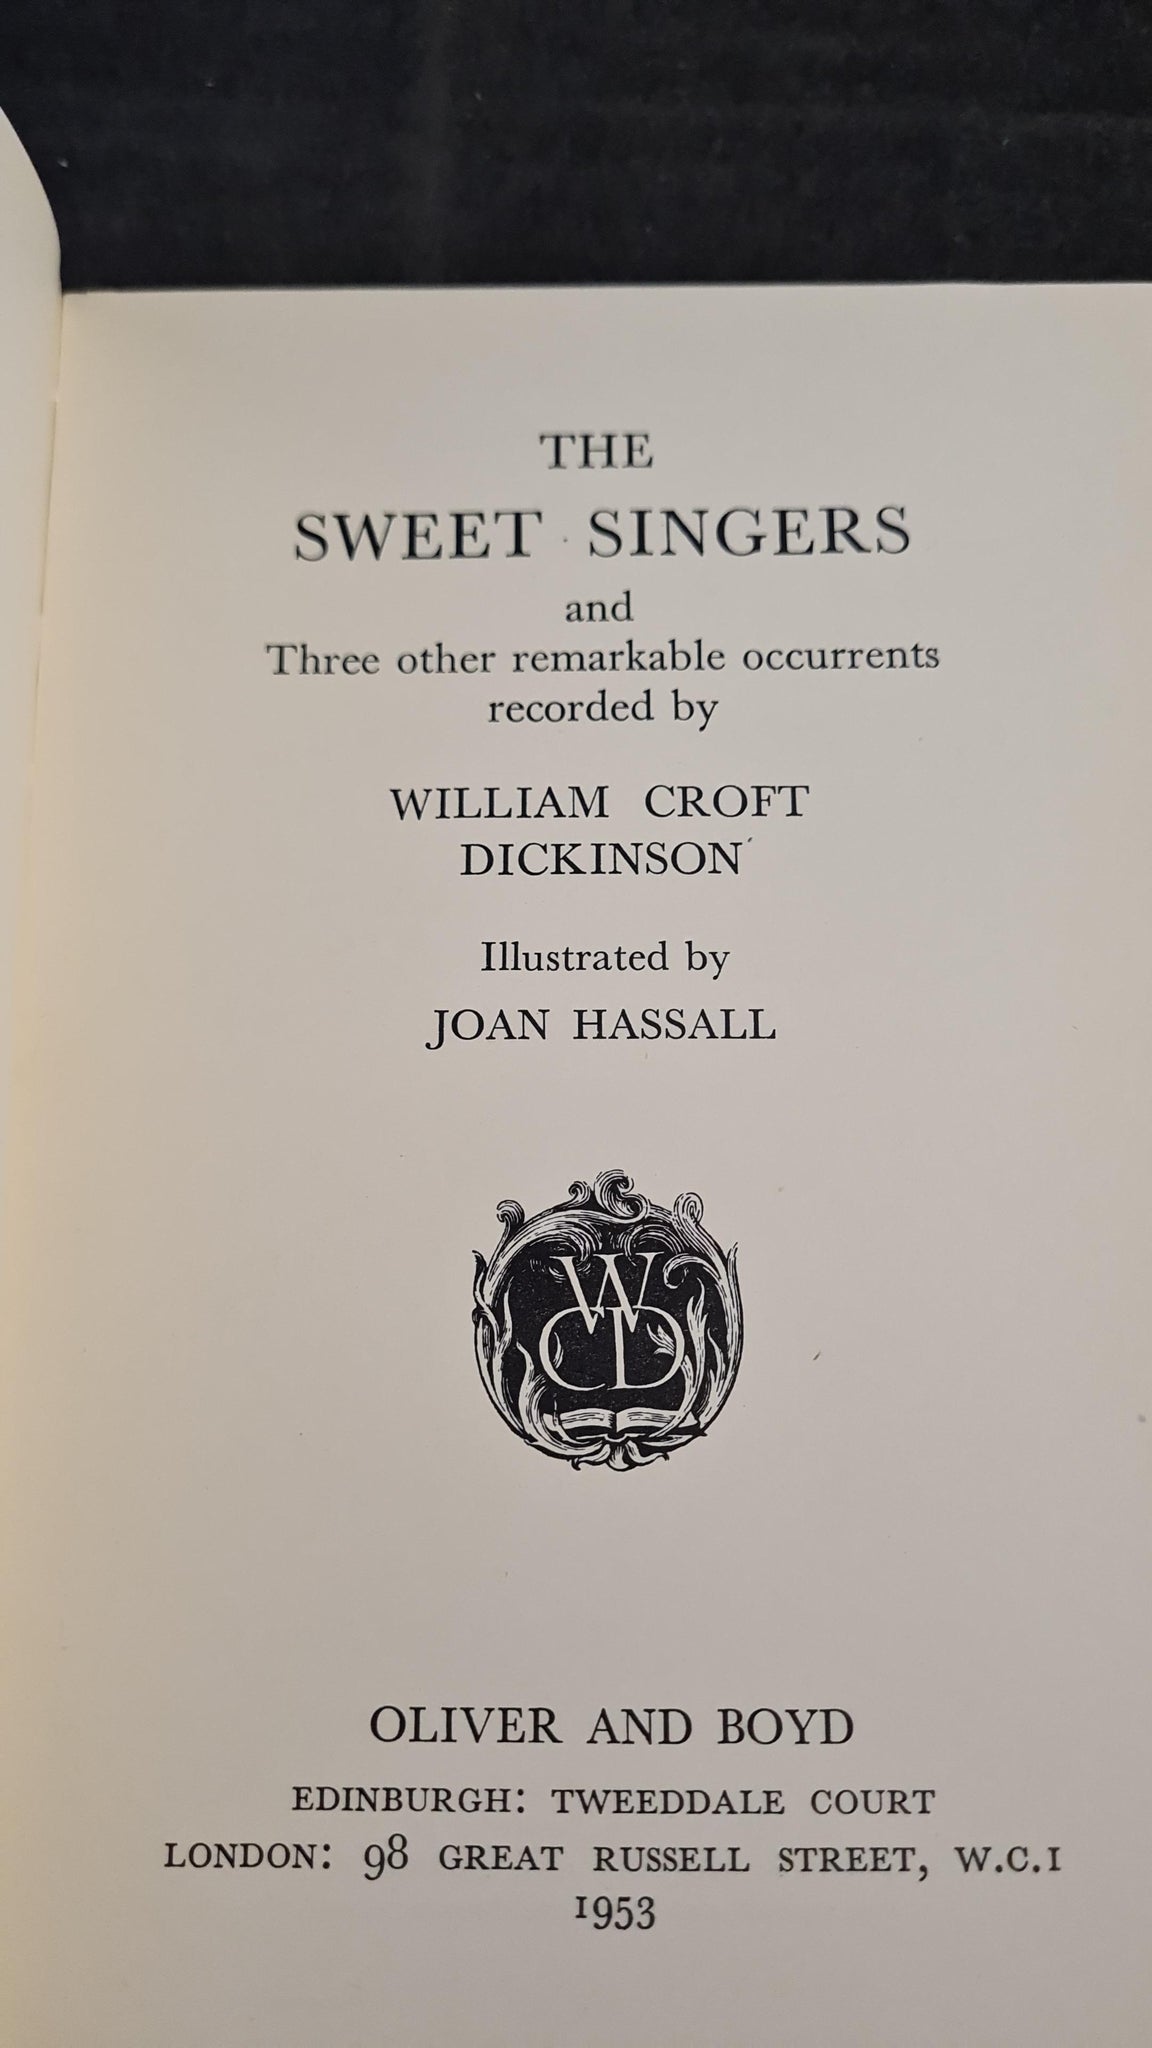 THE
SWEET SINGERS
and
Three other remarkable occurrents
recorded by
WILLIAM CROFT
DICKINSON
Illustrated by
JOAN HASSALL
W
CD
OLIVER AND BOYD
EDINBURGH: TWEEDDALE COURT
LONDON: 98 GREAT RUSSELL STREET, W.C.1
1953